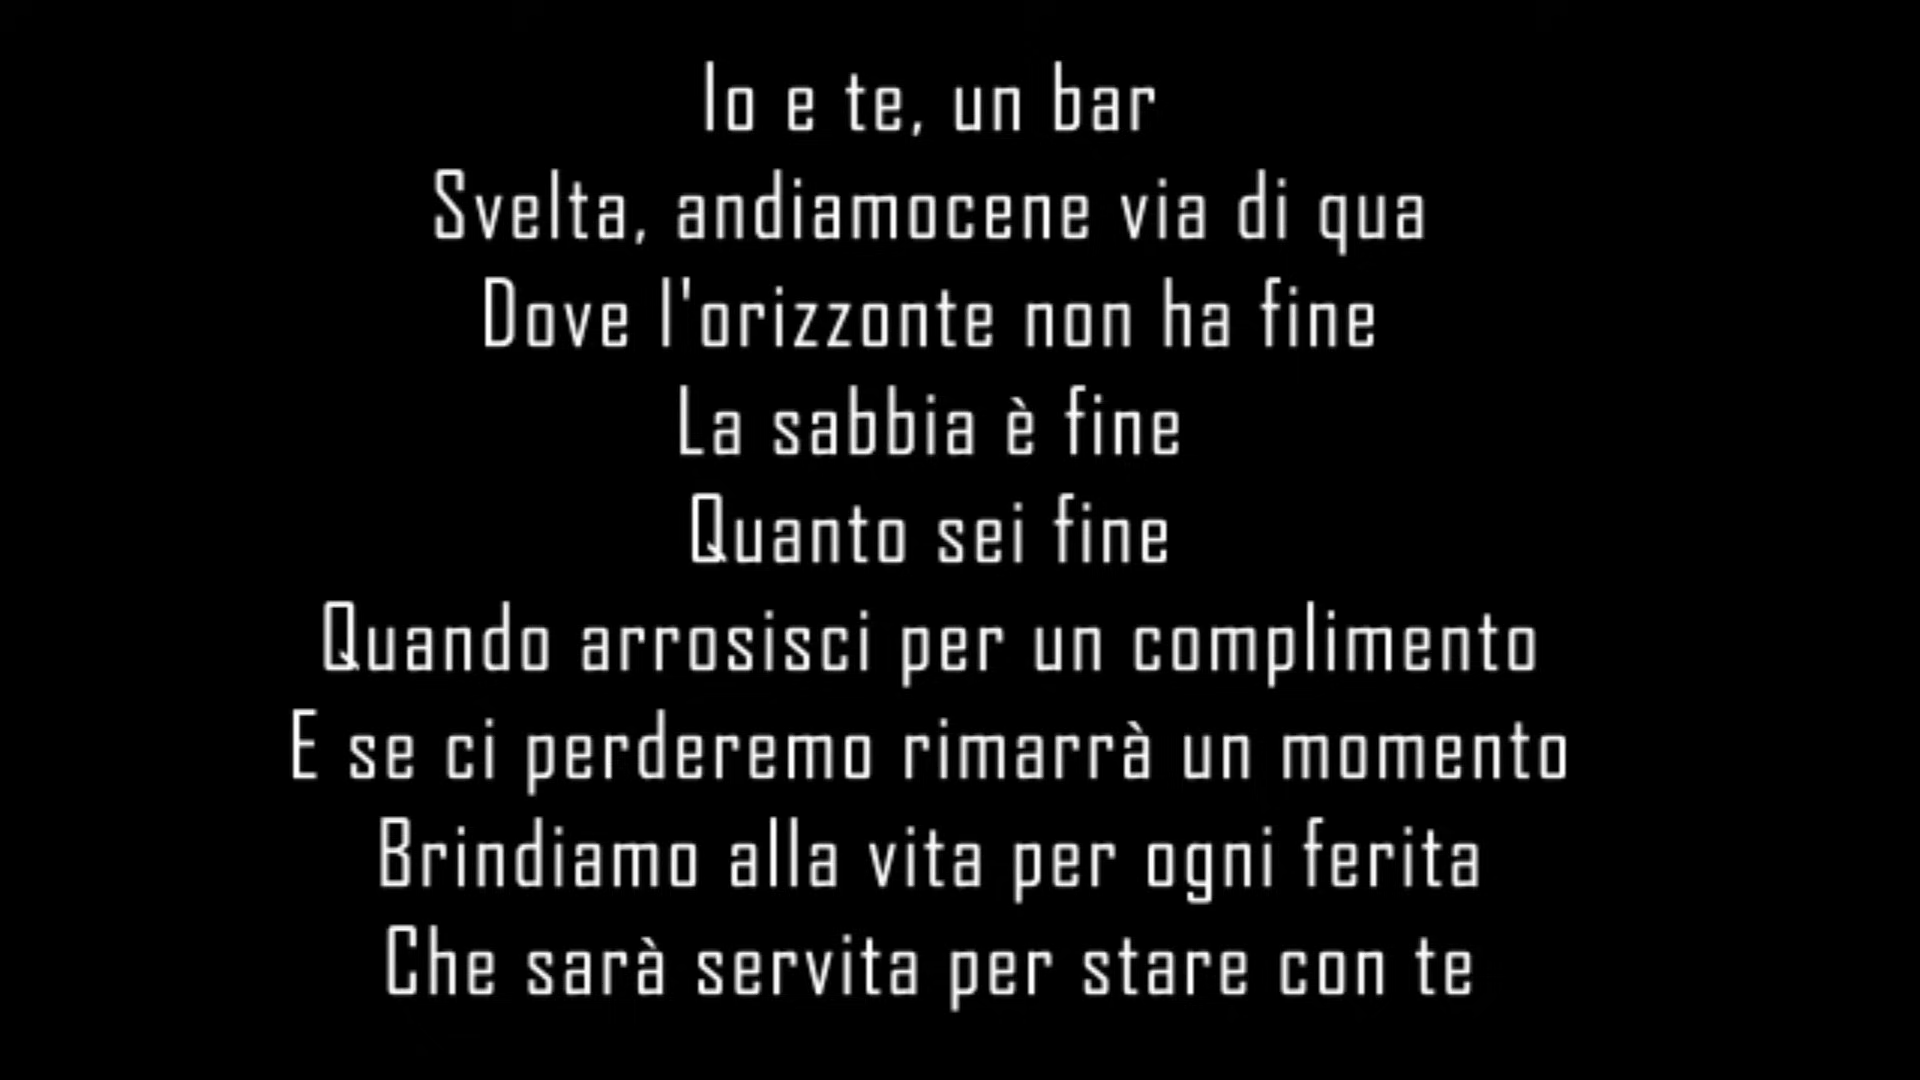 Io e te, un bar
Svelta, andiamocene via di qua
Dove l'orizzonte non ha fine
La sabbia è fine
Quanto sei fine
Quando arrosisci per un complimento
E se ci perderemo rimarrà un momento
Brindiamo alla vita per ogni ferita
Che sarà servita per stare con te